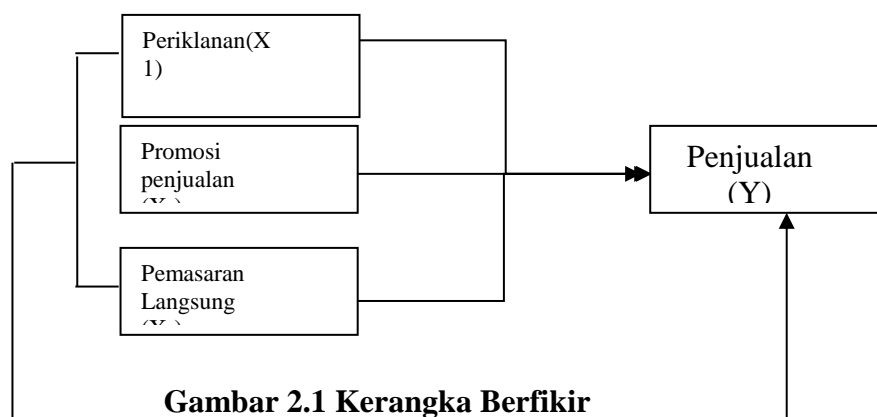 Periklanan(X
1)
Promosi
penjualan
Penjualan
(Y)
Pemasaran
Langsung
Gambar 2.1 Kerangka Berfikir